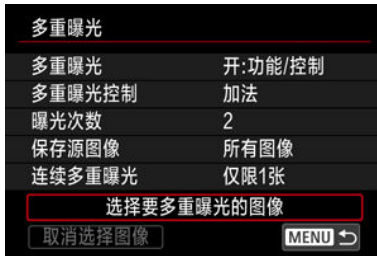 多重曝光
多重曝光 开:功能/控制
多重曝光控制 加法
曝光次数 2
保存源图像 所有图像
连续多重曝光 仅限1张
选择要多重曝光的图像
取消选择图像 MENU